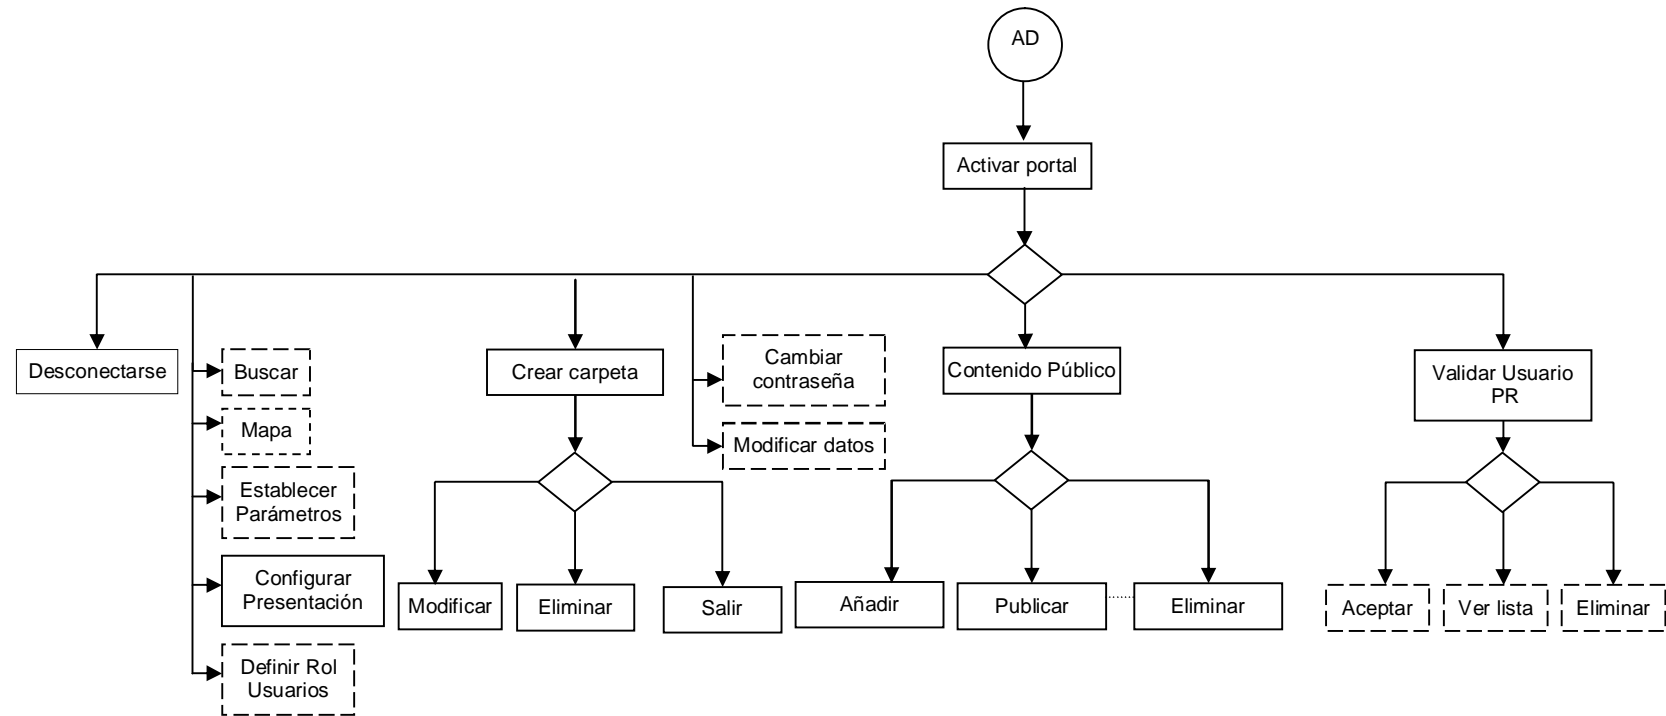 AD
Activar portal
Desconectarse
Buscar
Mapa
Establecer
Parámetros
Configurar
Presentación
Definir Rol
Usuarios
Crear carpeta
Modificar
Eliminar
Salir
Cambiar
contraseña
Modificar datos
Contenido Público
Añadir
Publicar
Eliminar
Validar Usuario
PR
Aceptar
Ver lista
Eliminar